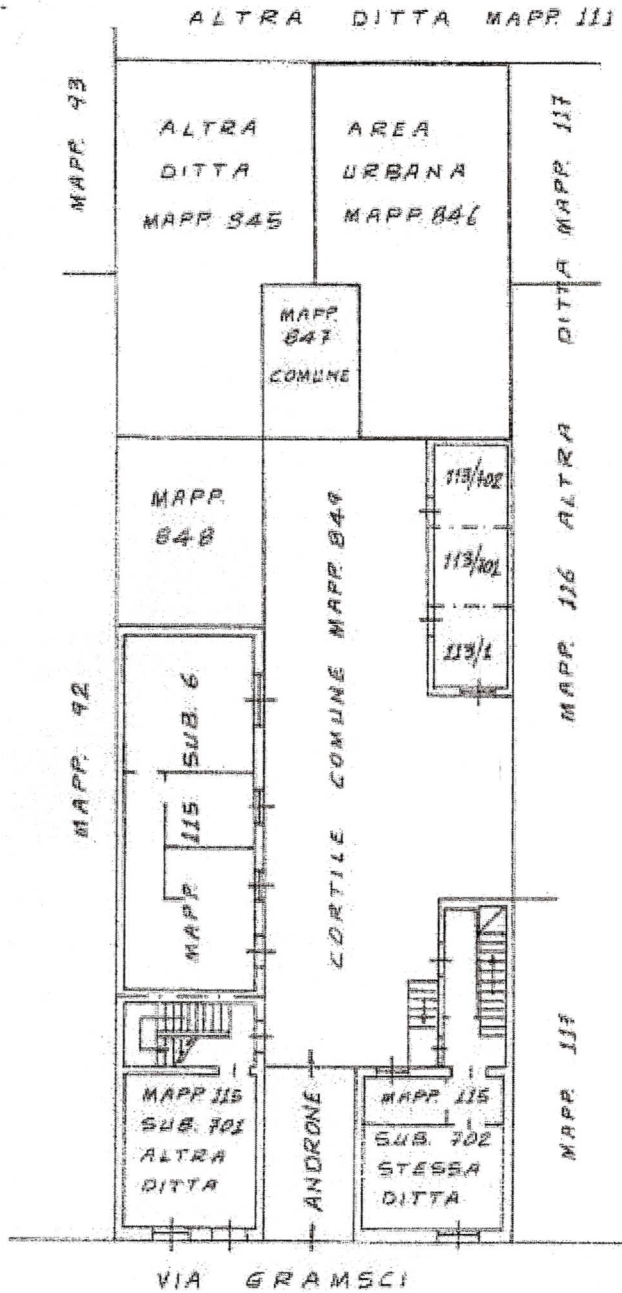 ALTRA DITTA MAPP. 111
MAPP. 93
ALTRA
DITTA
MAPP. 845
AREA
URBANA
MAPP. 846
DITTA MAPP. 117
MAPP.
847
COMUNE
MAPP.
848
CORTILE COMUNE MAPP. 849
113/702
113/701
113/1
MAPP. 116 ALTRA
MAPP. 92
MAPP. 115 SUB. 6
MAPP. 117
MAPP. 115
SUB. 701
ALTRA
DITTA
ANDRONE
MAPP. 115
SUB. 702
STESSA
DITTA
VIA GRAMSCI